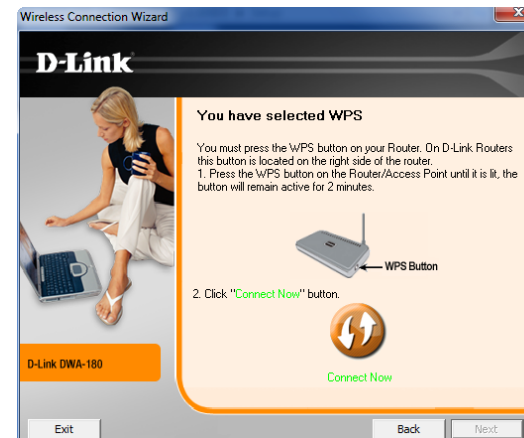 Wireless Connection Wizard
D-Link
You have selected WPS
You must press the WPS button on your Router. On D-Link Routers
this button is located on the right side of the router.
1. Press the WPS button on the Router/Access Point until it is lit, the
button will remain active for 2 minutes.
WPS Button
2. Click "Connect Now" button.
Connect Now
D-Link DWA-180
Exit
Back
Next